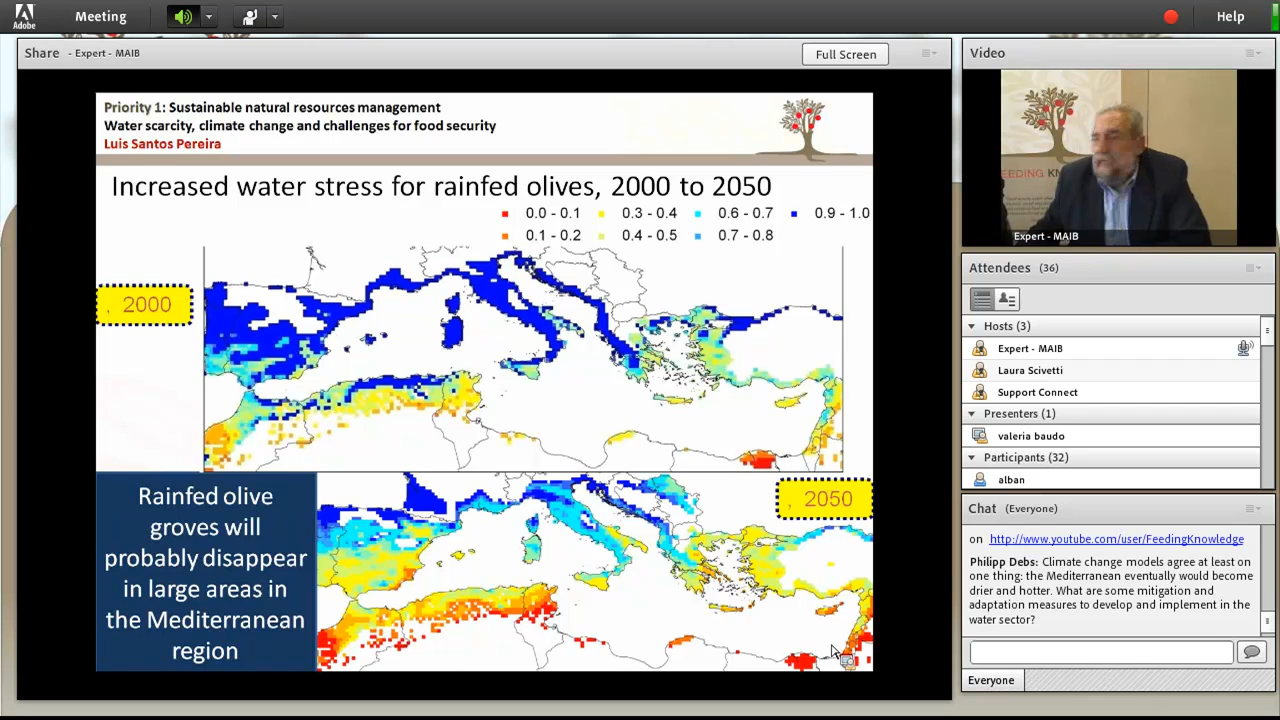 Adobe
Meeting
Help
Share - Expert - MAIB
Full Screen
Priority 1: Sustainable natural resources management
Water scarcity, climate change and challenges for food security
Luis Santos Pereira
Increased water stress for rainfed olives, 2000 to 2050
0.0 - 0.1
0.3 - 0.4
0.6 - 0.7
0.9 - 1.0
0.1 - 0.2
0.4 - 0.5
0.7 - 0.8
, 2000
, 2050
Rainfed olive
groves will
probably disappear
in large areas in
the Mediterranean
region
Video
EEDING KN
Expert - MAIB
Attendees (36)
Hosts (3)
Expert - MAIB
Laura Scivetti
Support Connect
Presenters (1)
valeria baudo
Participants (32)
alban
Chat (Everyone)
on http://www.youtube.com/user/FeedingKnowledge
Philipp Debs: Climate change models agree at least on
one thing: the Mediterranean eventually would become
drier and hotter. What are some mitigation and
adaptation measures to develop and implement in the
water sector?
Everyone